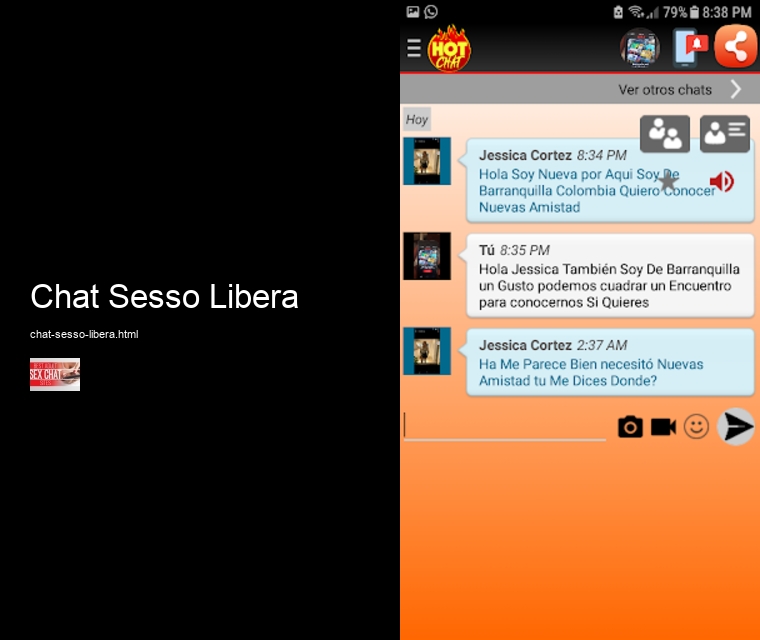 Chat Sesso Libera
chat-sesso-libera.html
SEX CHAT
79% 8:38 PM
HOT
CHAT
Ver otros chats
Hoy
Jessica Cortez 8:34 PM
Hola Soy Nueva por Aqui Soy De
Barranquilla Colombia Quiero Conocer
Nuevas Amistad
Tú 8:35 PM
Hola Jessica También Soy De Barranquilla
un Gusto podemos cuadrar un Encuentro
para conocernos Si Quieres
Jessica Cortez 2:37 AM
Ha Me Parece Bien necesitó Nuevas
Amistad tu Me Dices Donde?